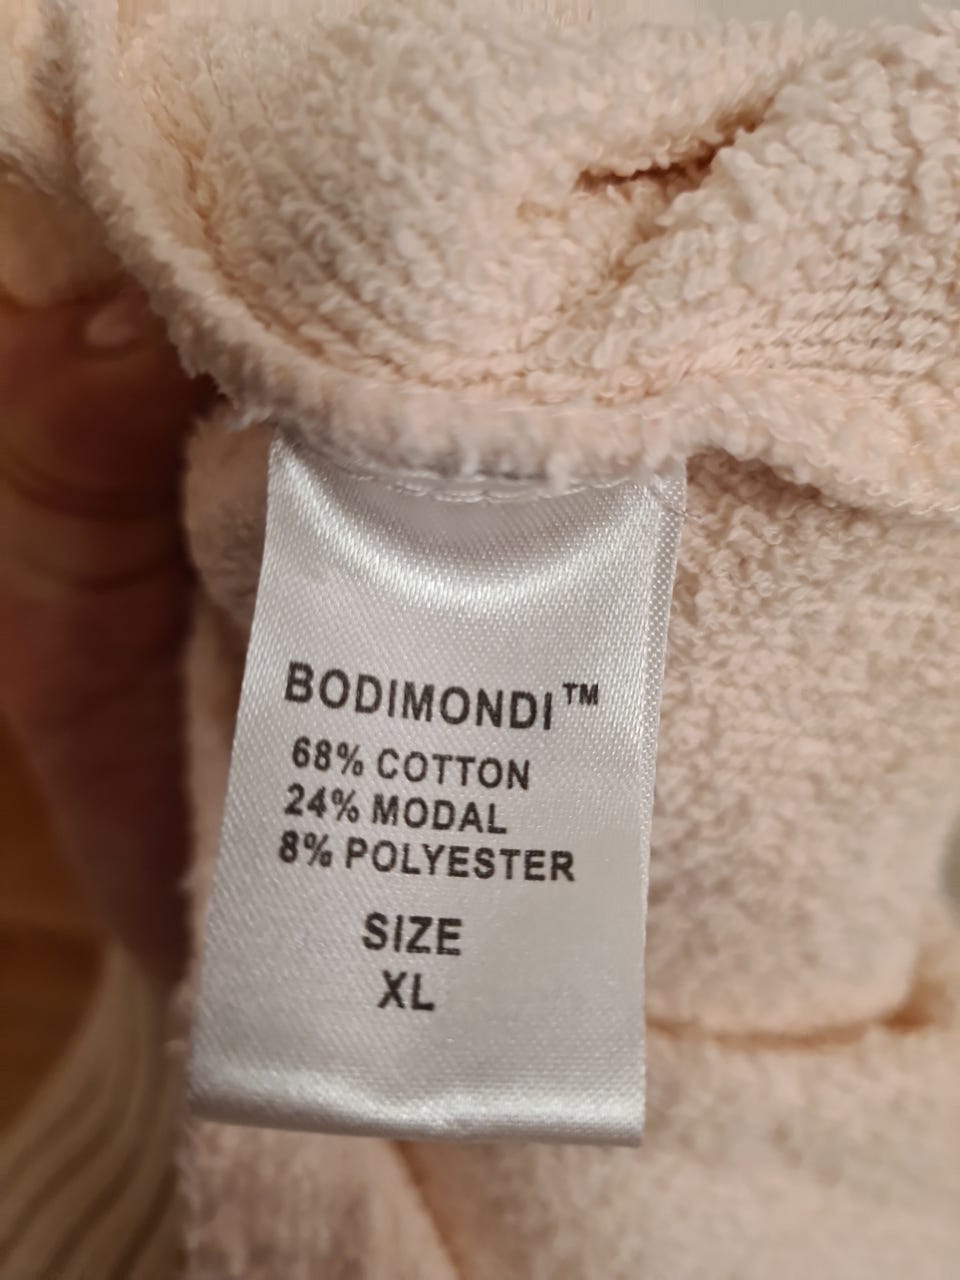 BODIMONDI™
68% COTTON
24% MODAL
8% POLYESTER
SIZE
XL